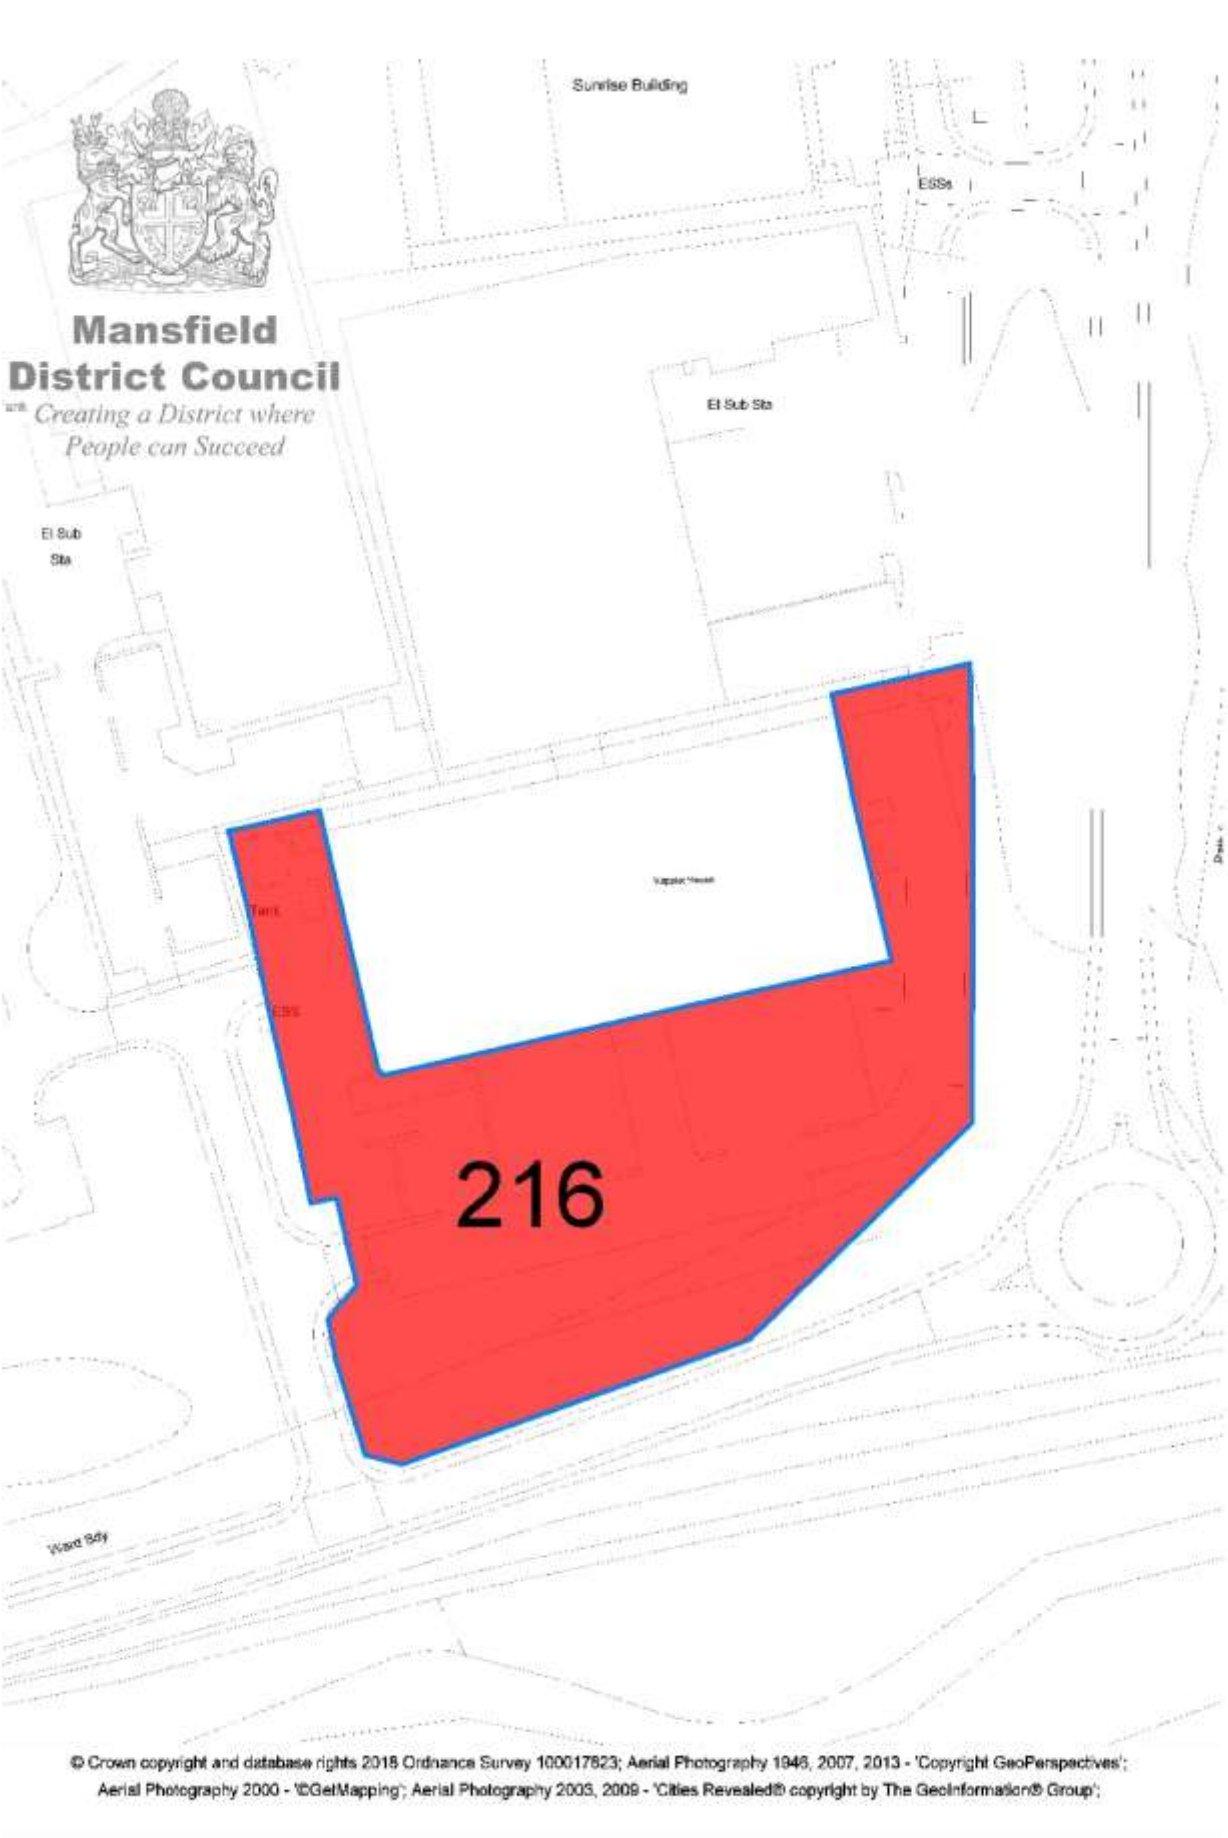 Sunrise Building
ESSs
Mansfield
District Council
Creating a District where
People can Succeed
El Sub Sta
El Sub
Sta
House
Tank
ESS
216
Ward Bdy
© Crown copyright and database rights 2018 Ordnance Survey 100017823; Aerial Photography 1946, 2007, 2013 - 'Copyright GeoPerspectives';
Aerial Photography 2000 - '©GetMapping'; Aerial Photography 2003, 2009 - 'Cities Revealed® copyright by The GeoInformation® Group';